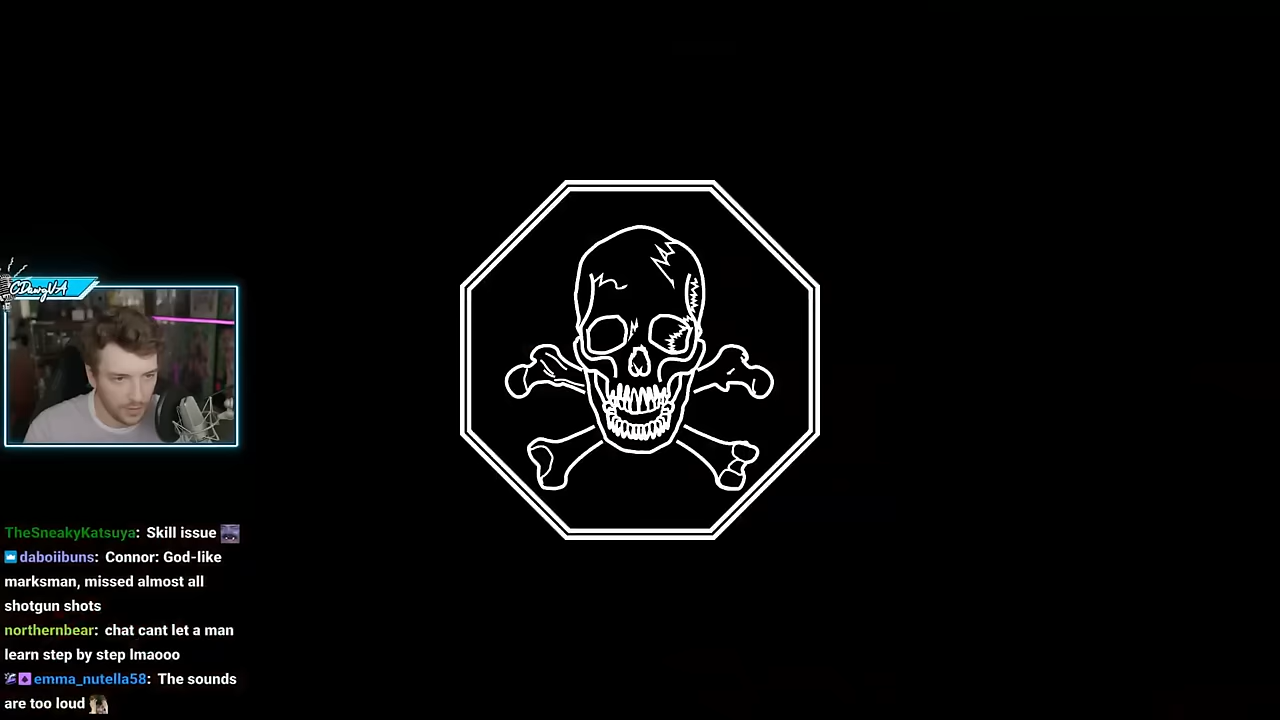 CDawgVA
TheSneakyKatsuya: Skill issue
daboiibuns: Connor: God-like
marksman, missed almost all
shotgun shots
northernbear: chat cant let a man
learn step by step lmaooo
emma_nutella58: The sounds
are too loud